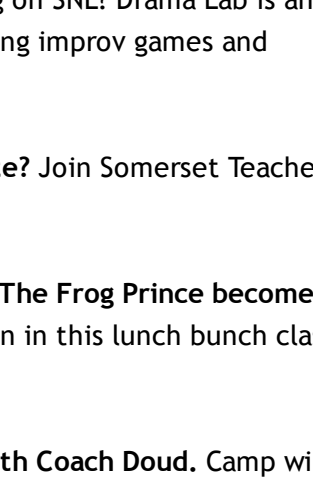 g on SNL? Drama Lab is an
ng improv games and
e? Join Somerset Teache
The Frog Prince become
n in this lunch bunch cla
th Coach Doud. Camp wi